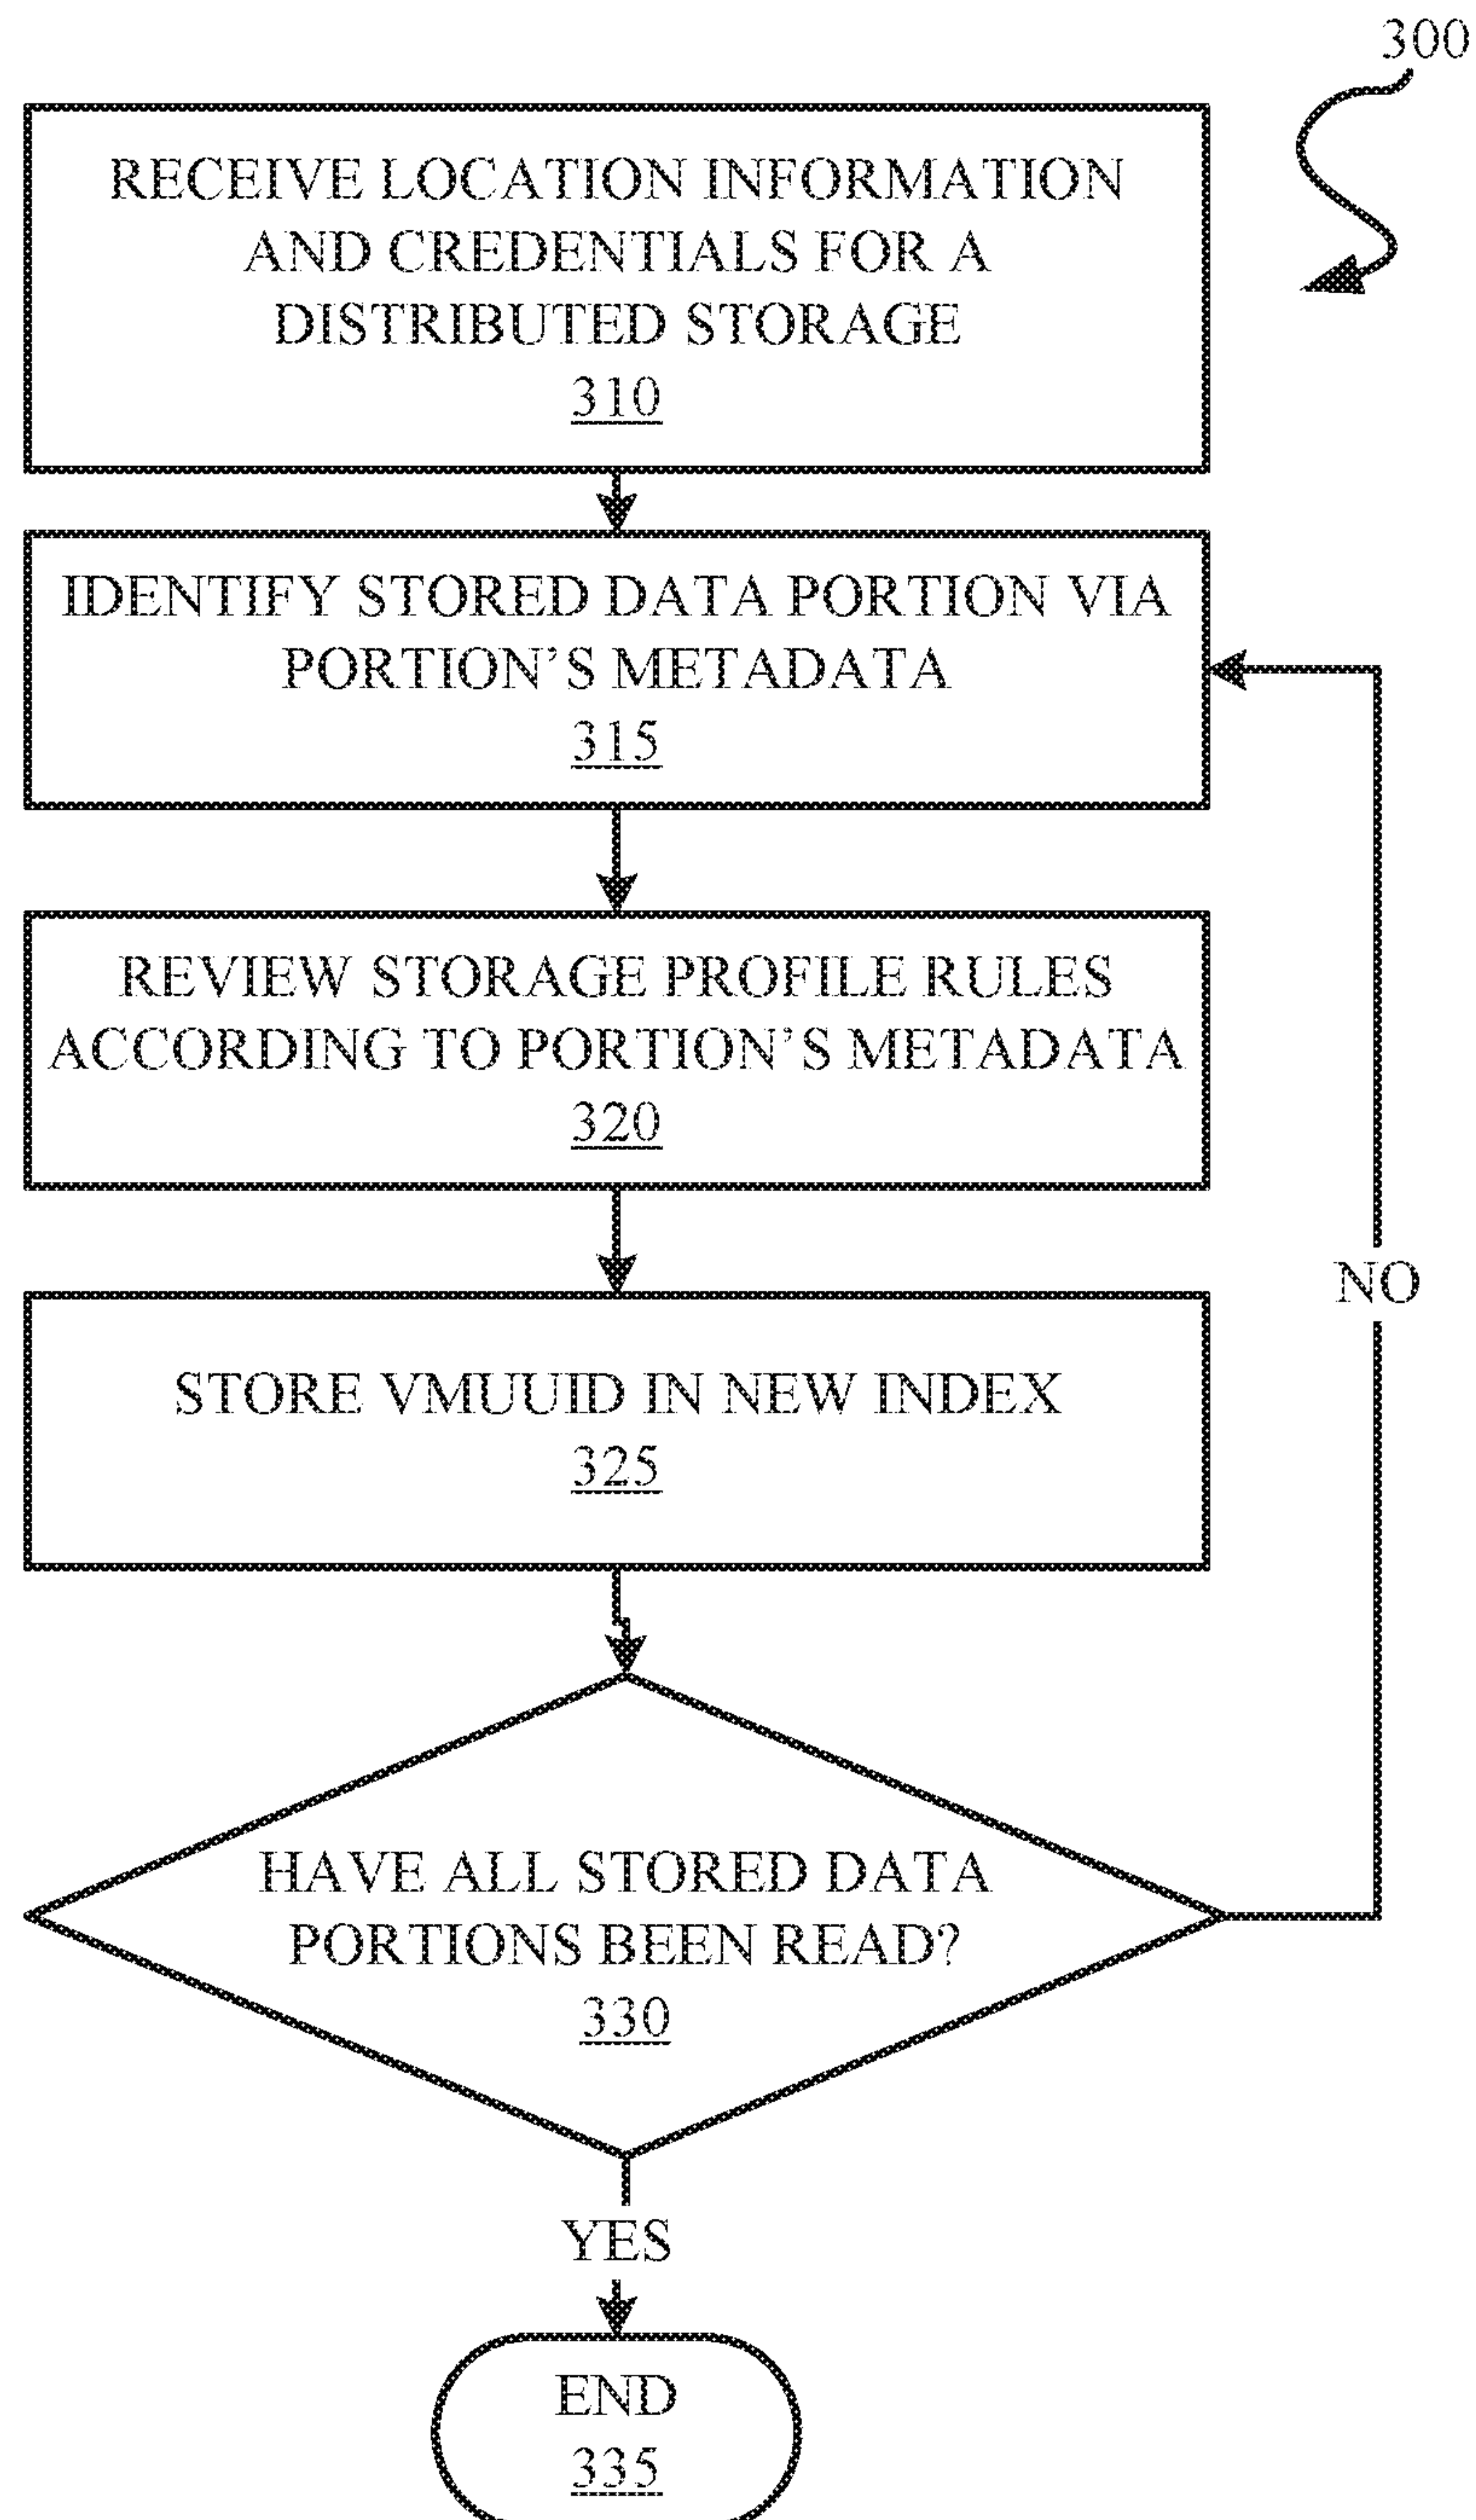 300
RECEIVE LOCATION INFORMATION
AND CREDENTIALS FOR A
DISTRIBUTED STORAGE
310
IDENTIFY STORED DATA PORTION VIA
PORTION'S METADATA
315
REVIEW STORAGE PROFILE RULES
ACCORDING TO PORTION'S METADATA
320
STORE VMUUID IN NEW INDEX
325
HAVE ALL STORED DATA
PORTIONS BEEN READ?
330
NO
YES
END
335